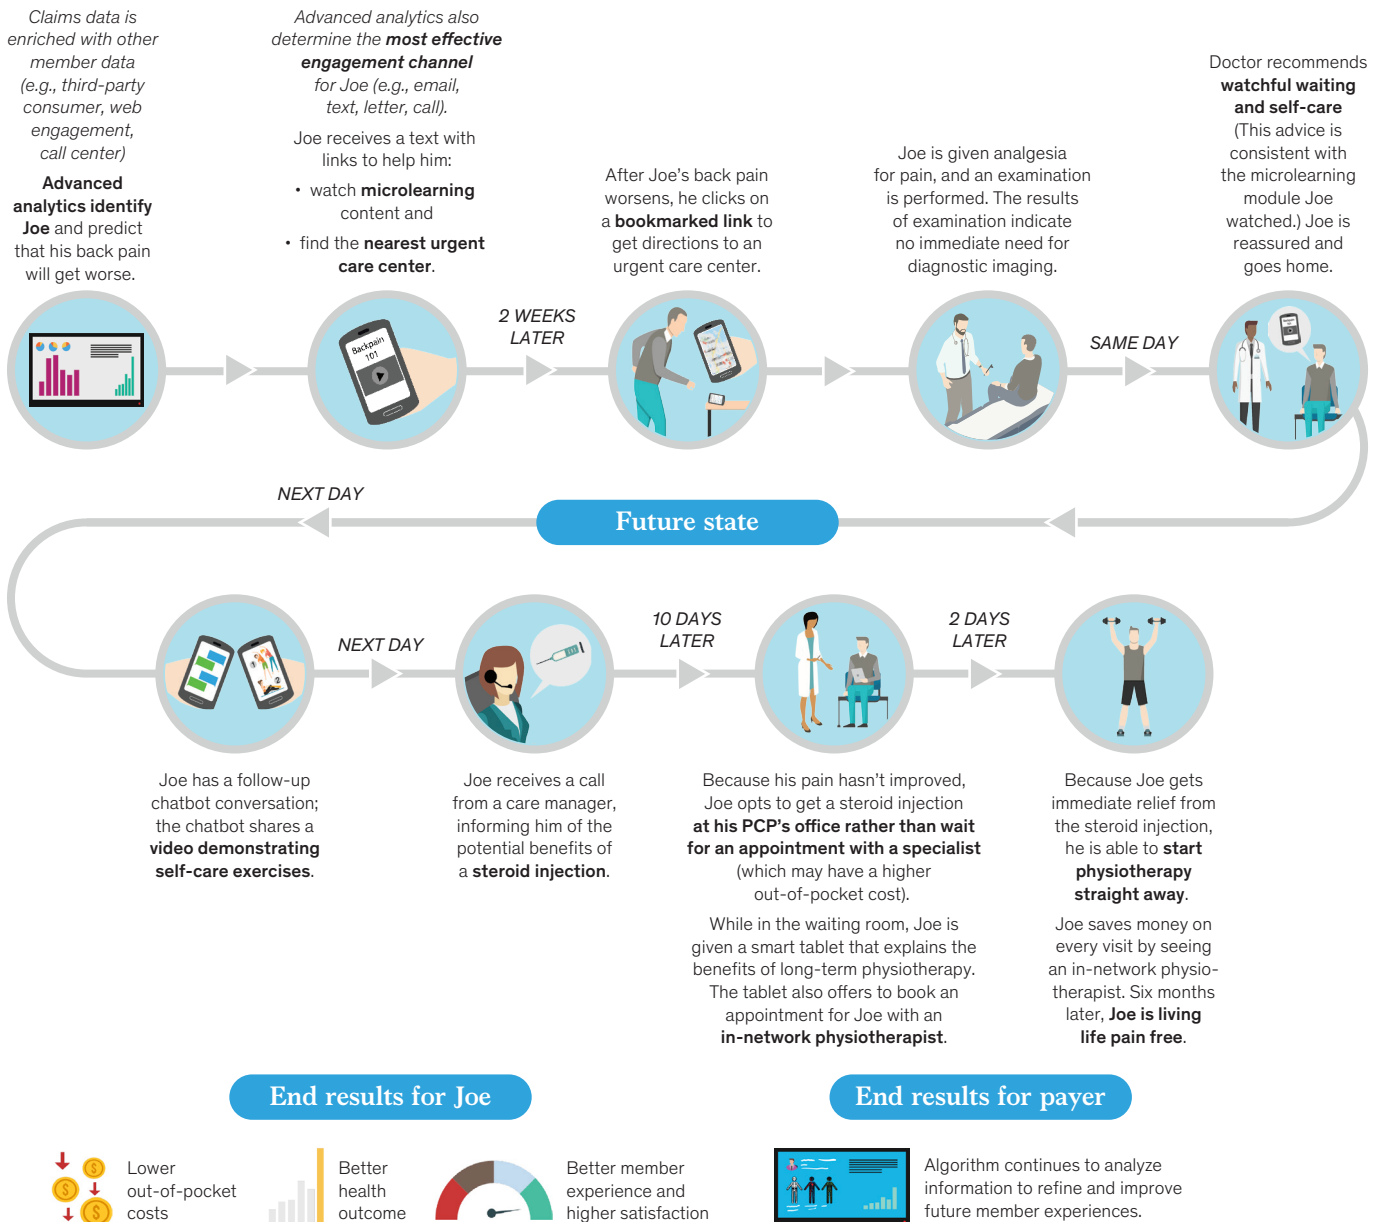 Claims data is
enriched with other
member data
(e.g., third-party
consumer, web
engagement,
call center)
Advanced
analytics identify
Joe and predict
that his back pain
will get worse.
Advanced analytics also
determine the most effective
engagement channel
for Joe (e.g., email,
text, letter, call).
Joe receives a text with
links to help him:
• watch microlearning
content and
• find the nearest urgent
care center.
Backpain
101
2 WEEKS
LATER
After Joe's back pain
worsens, he clicks on
a bookmarked link to
get directions to an
urgent care center.
Joe is given analgesia
for pain, and an examination
is performed. The results
of examination indicate
no immediate need for
diagnostic imaging.
SAME DAY
Doctor recommends
watchful waiting
and self-care
(This advice is
consistent with
the microlearning
module Joe
watched.) Joe is
reassured and
goes home.
NEXT DAY
Future state
NEXT DAY
10 DAYS
LATER
2 DAYS
LATER
Joe has a follow-up
chatbot conversation;
the chatbot shares a
video demonstrating
self-care exercises.
Joe receives a call
from a care manager,
informing him of the
potential benefits of
a steroid injection.
Because his pain hasn't improved,
Joe opts to get a steroid injection
at his PCP's office rather than wait
for an appointment with a specialist
(which may have a higher
out-of-pocket cost).
While in the waiting room, Joe is
given a smart tablet that explains the
benefits of long-term physiotherapy.
The tablet also offers to book an
appointment for Joe with an
in-network physiotherapist.
Because Joe gets
immediate relief from
the steroid injection,
he is able to start
physiotherapy
straight away.
Joe saves money on
every visit by seeing
an in-network physio-
therapist. Six months
later, Joe is living
life pain free.
End results for Joe
Lower
out-of-pocket
costs
Better
health
outcome
Better member
experience and
higher satisfaction
End results for payer
Algorithm continues to analyze
information to refine and improve
future member experiences.